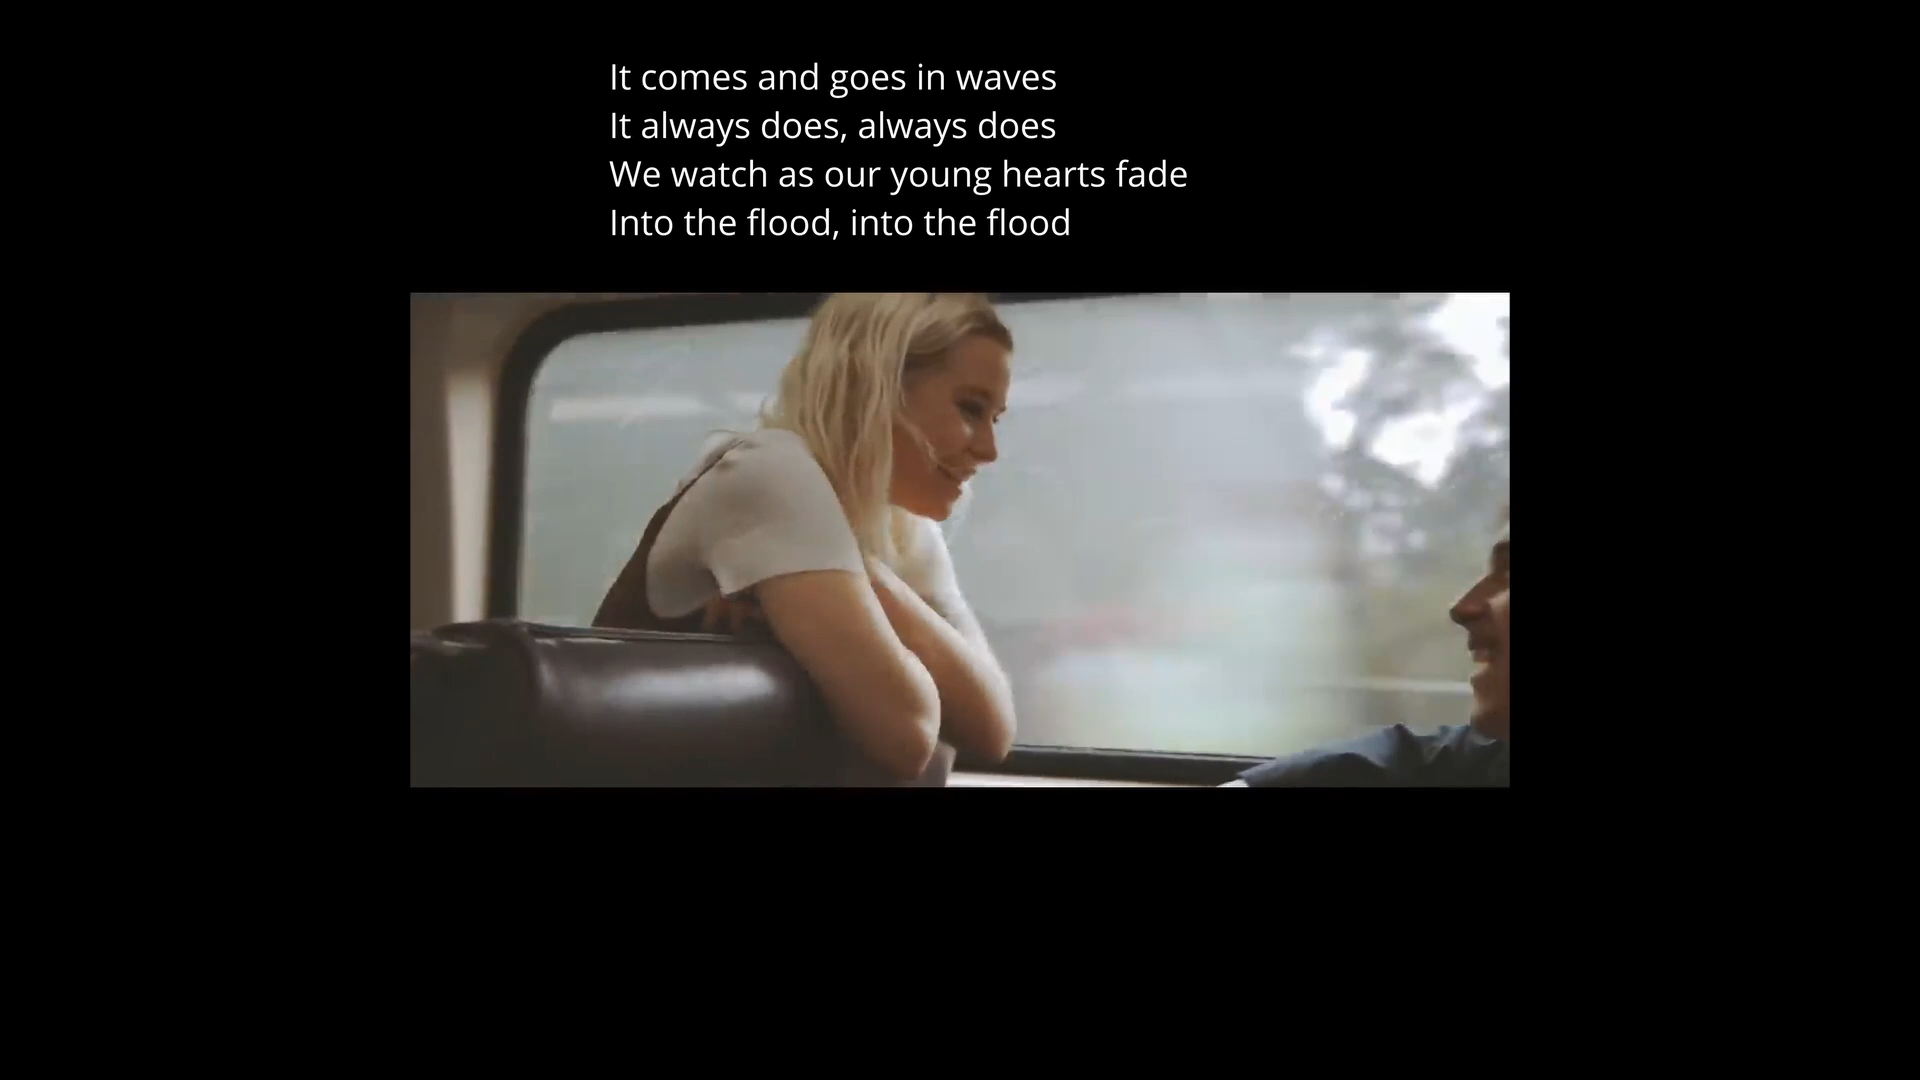 It comes and goes in waves
It always does, always does
We watch as our young hearts fade
Into the flood, into the flood